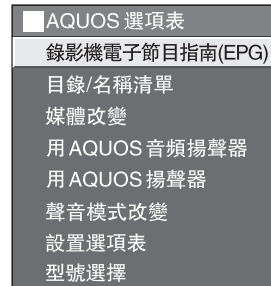 AQUOS 選項表
錄影機電子節目指南(EPG)
目錄/名稱清單
媒體改變
用AQUOS音頻揚聲器
用AQUOS揚聲器
聲音模式改變
設置選項表
型號選擇